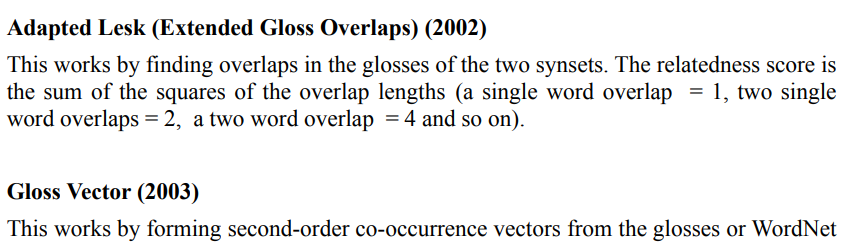 Adapted Lesk (Extended Gloss Overlaps) (2002)
This works by finding overlaps in the glosses of the two synsets. The relatedness score is
the sum of the squares of the overlap lengths (a single word overlap = 1, two single
word overlaps = 2, a two word overlap = 4 and so on).
Gloss Vector (2003)
This works by forming second-order co-occurrence vectors from the glosses or WordNet